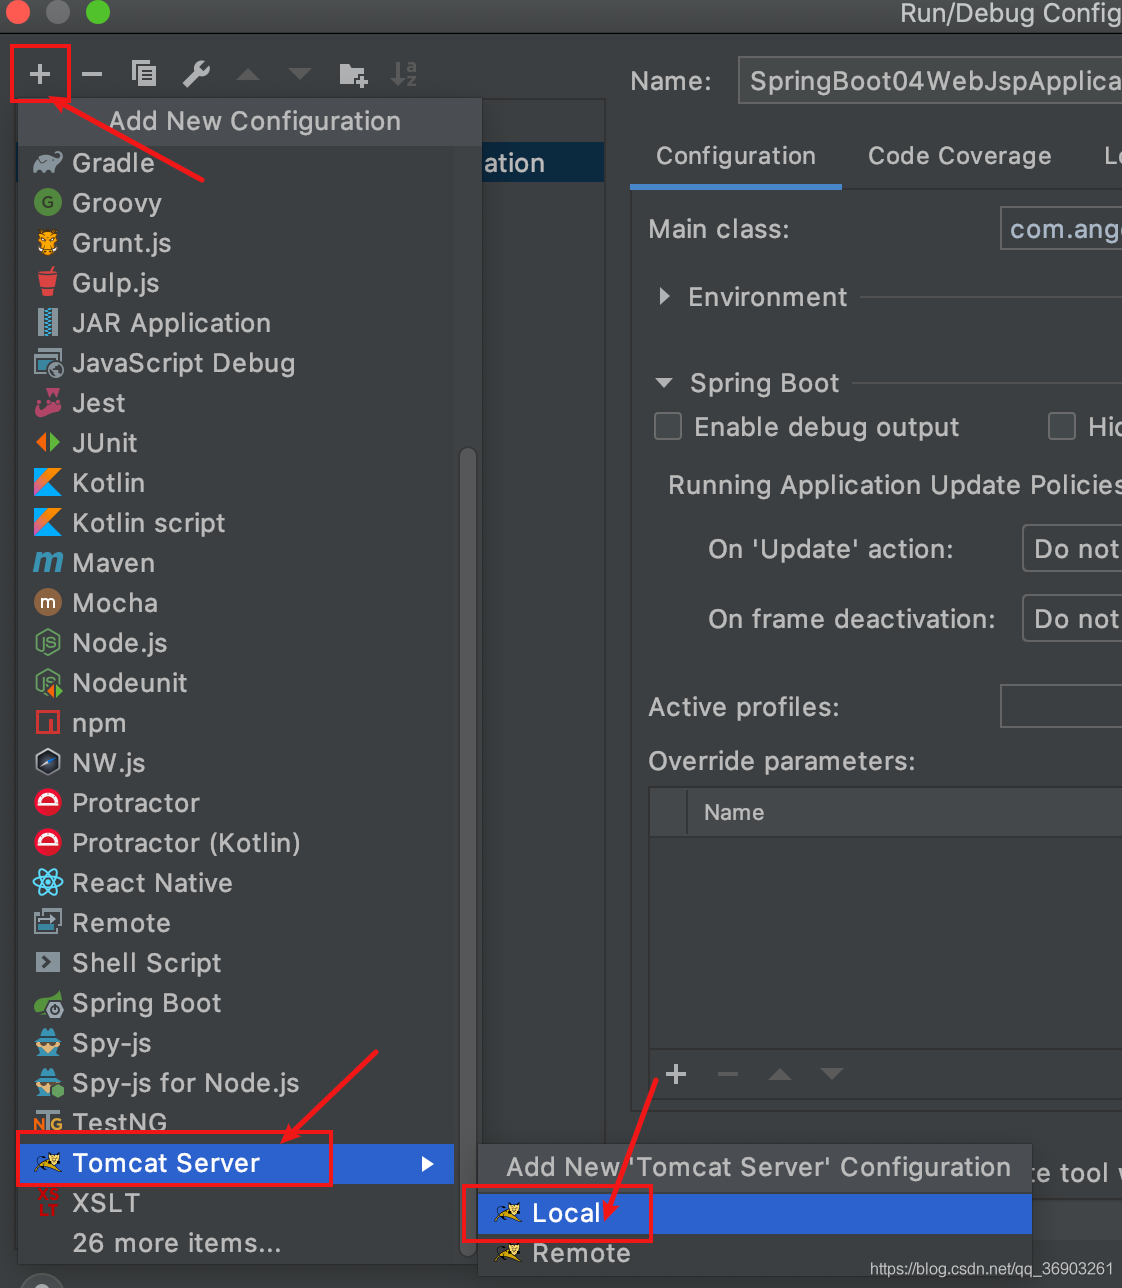 Run/Debug Config
Name:
SpringBoot04WebJspApplica
Add New Configuration
ation
Configuration
Code Coverage
Gradle
Groovy
Grunt.js
Gulp.js
JAR Application
JavaScript Debug
Jest
JUnit
Kotlin
Kotlin script
Maven
Mocha
Node.js
Nodeunit
npm
NW.js
Protractor
Protractor (Kotlin)
React Native
Remote
Shell Script
Spring Boot
Spy-js
Spy-js for Node.js
TestNG
Tomcat Server
XSLT
26 more items...
Main class:
com.ang
Environment
Spring Boot
Enable debug output
Hid
Running Application Update Policies
On 'Update' action:
Do not
On frame deactivation:
Do not
Active profiles:
Override parameters:
Name
Add New 'Tomcat Server' Configuration
te tool
Local
Remote
https://blog.csdn.net/qq_36903261